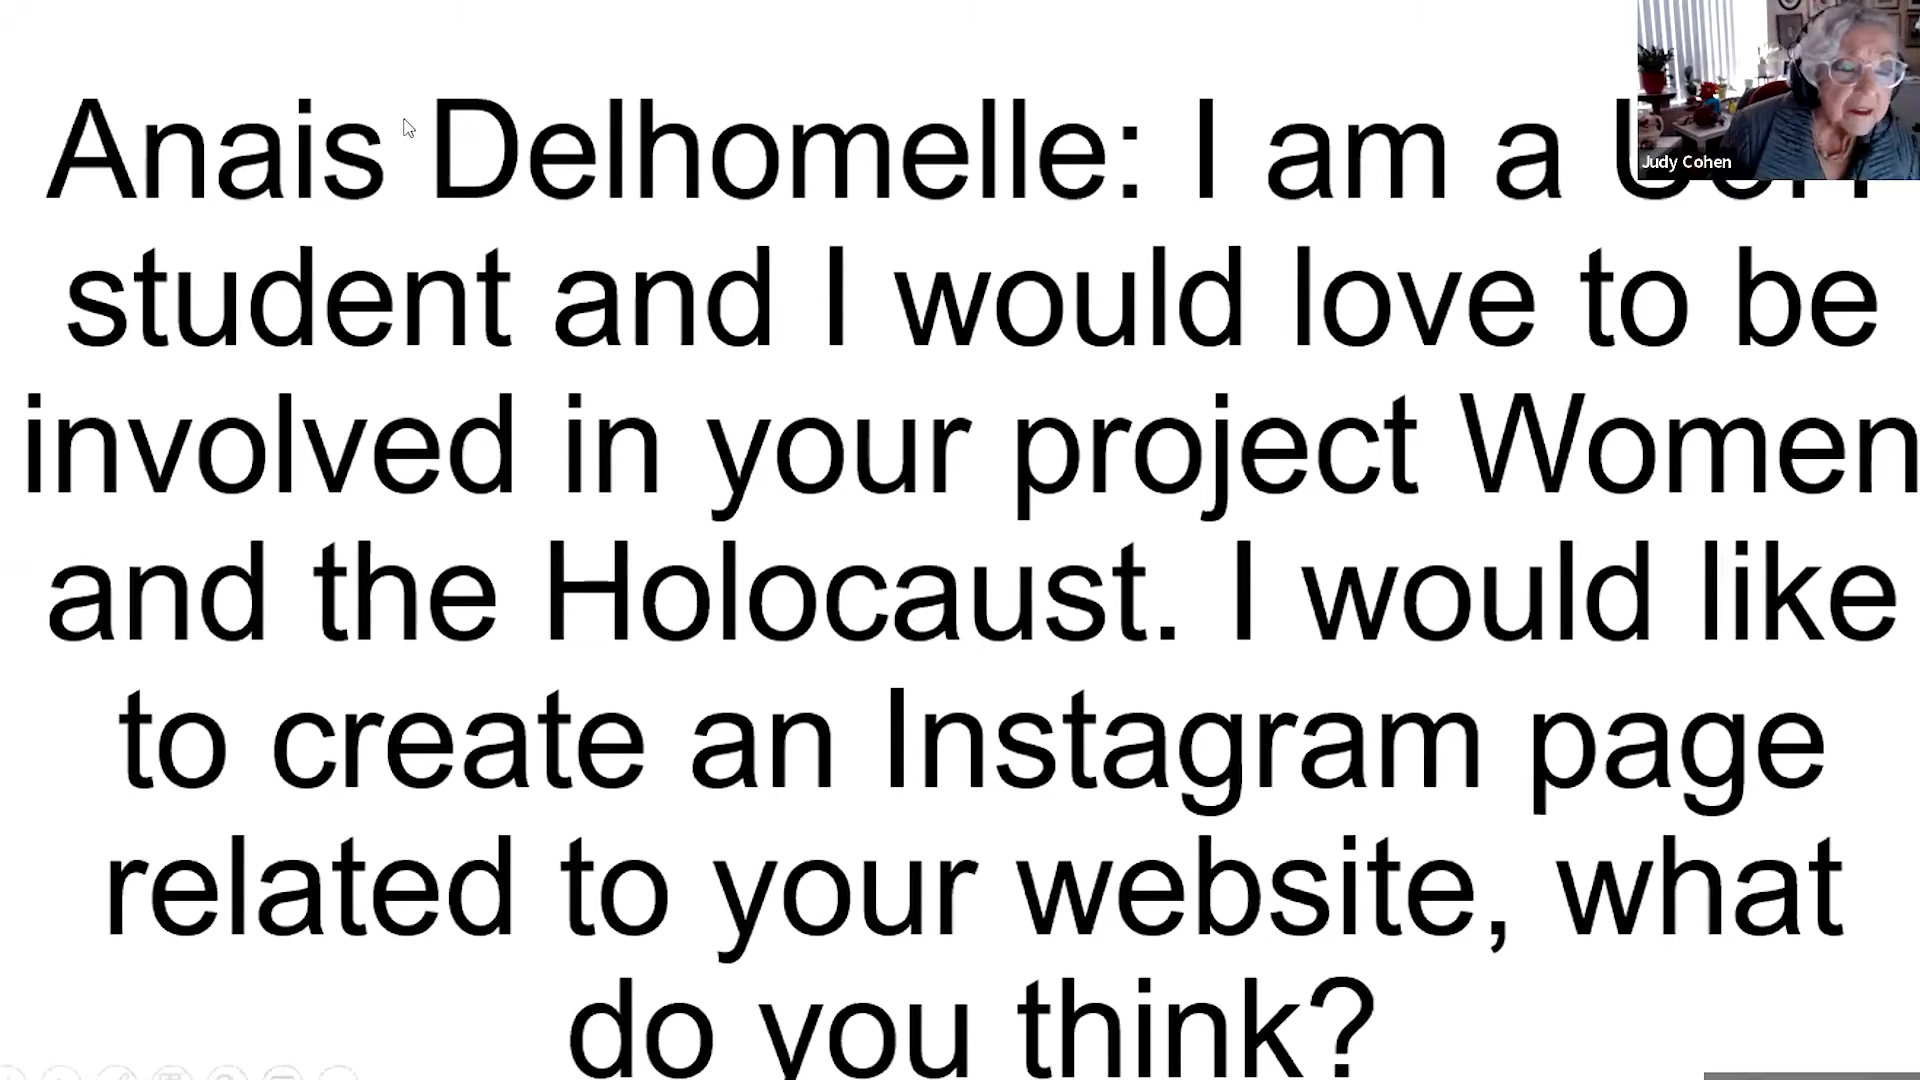 Anais Delhomelle: I am a
student and I would love to be
involved in your project Women
and the Holocaust. I would like
to create an Instagram page
related to your website, what
do you think?
Judy Cohen